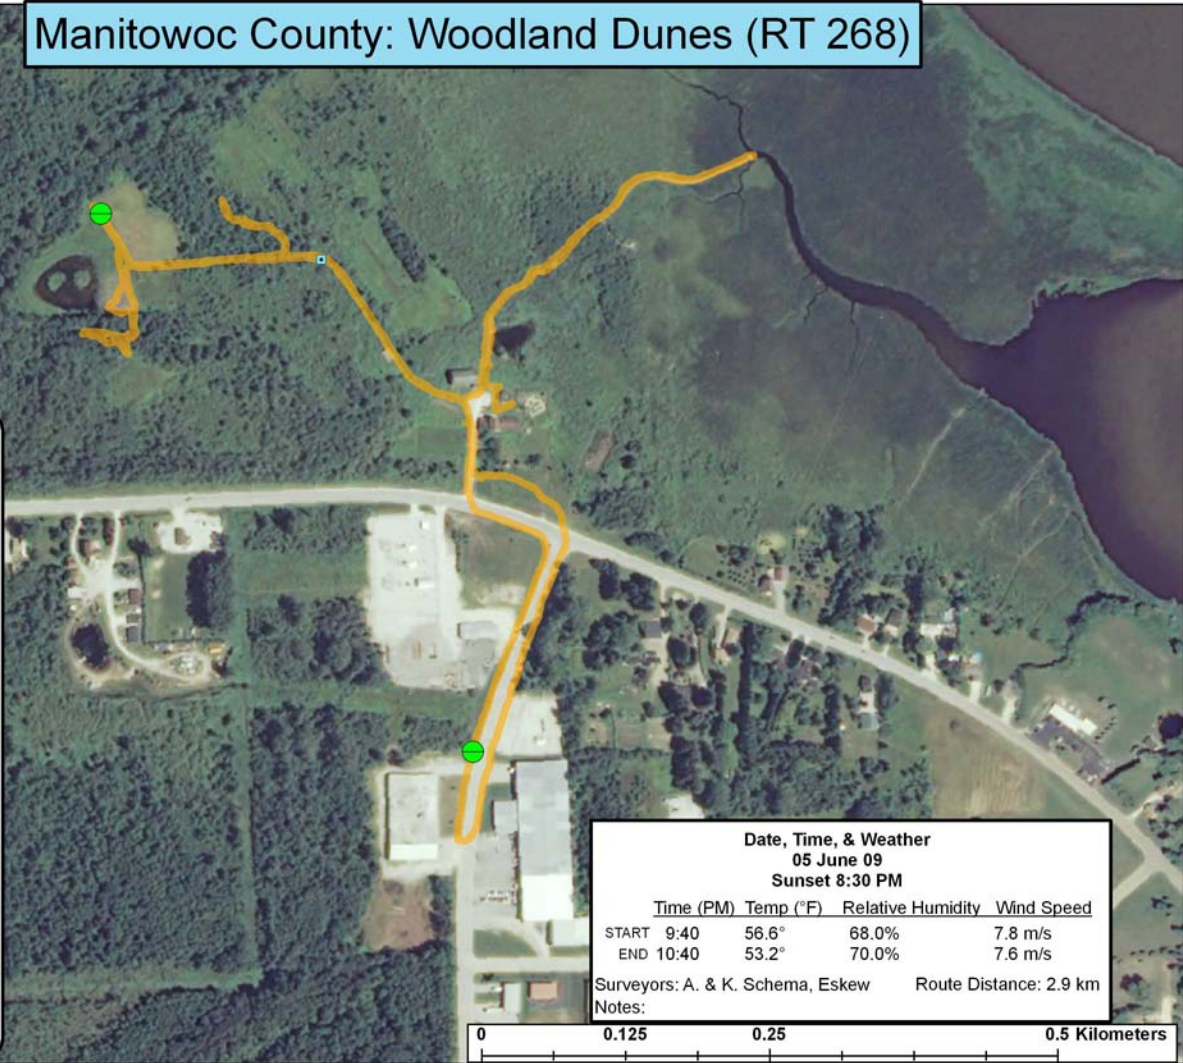 Manitowoc County: Woodland Dunes (RT 268)
Date, Time, & Weather
05 June 09
Sunset 8:30 PM
Time (PM) Temp (°F) Relative Humidity Wind Speed
START 9:40 56.6° 68.0% 7.8 m/s
END 10:40 53.2° 70.0% 7.6 m/s
Surveyors: A. & K. Schema, Eskew Route Distance: 2.9 km
Notes:
0 0.125 0.25 0.5 Kilometers